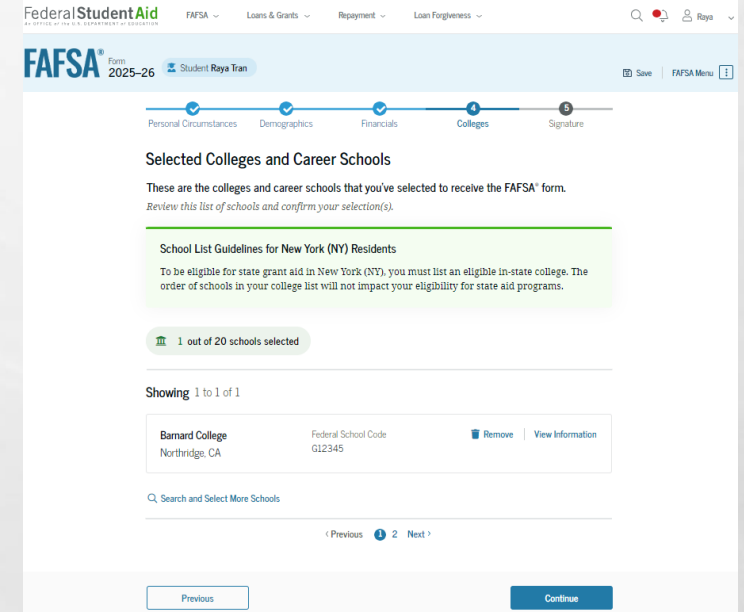 Federal Student Aid
An OFFICE of the U.S. DEPARTMENT of EDUCATION
FAFSA
Loans & Grants
Repayment
Loan Forgiveness
Raya
FAFSA®
Form
2025–26
Student Raya Tran
Save
FAFSA Menu
4
5
Personal Circumstances
Demographics
Financials
Colleges
Signature
Selected Colleges and Career Schools
These are the colleges and career schools that you've selected to receive the FAFSA® form.
Review this list of schools and confirm your selection(s).
School List Guidelines for New York (NY) Residents
To be eligible for state grant aid in New York (NY), you must list an eligible in-state college. The
order of schools in your college list will not impact your eligibility for state aid programs.
1 out of 20 schools selected
Showing 1 to 1 of 1
Barnard College
Northridge, CA
Federal School Code
G12345
Remove
View Information
Search and Select More Schools
Previous 1 2 Next
Previous
Continue